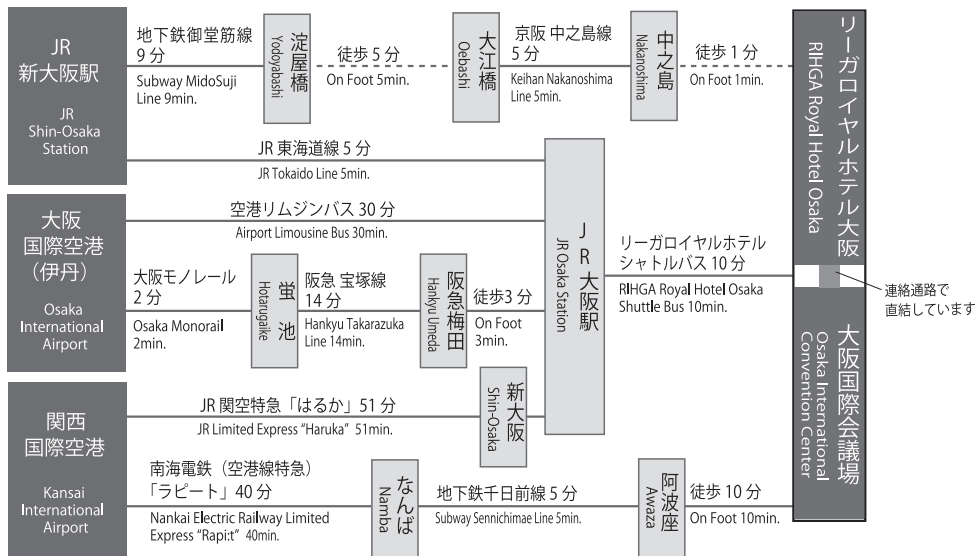 JR
新大阪駅
JR
Shin-Osaka
Station
地下鉄御堂筋線
9 分
Subway MidoSuji
Line 9min.
淀屋橋
Yodoyabashi
徒歩 5 分
On Foot 5min.
大江橋
Oebashi
京阪 中之島線
5 分
Keihan Nakanoshima
Line 5min.
中之島
Nakanoshima
徒歩 1 分
On Foot 1min.
リーガロイヤルホテル大阪
RIHGA Royal Hotel Osaka
JR 東海道線 5 分
JR Tokaido Line 5min.
大阪
国際空港
（伊丹）
Osaka
International
Airport
空港リムジンバス 30分
Airport Limousine Bus 30min.
大阪モノレール
2 分
Osaka Monorail
2min.
蛍池
Hotarugaike
阪急 宝塚線
14 分
Hankyu Takarazuka
Line 14min.
阪急梅田
Hankyu Umeda
徒歩3 分
On Foot
3min.
JR大阪駅
JR Osaka Station
リーガロイヤルホテル
シャトルバス 10 分
RIHGA Royal Hotel Osaka
Shuttle Bus 10min.
連絡通路で
直結しています
大阪国際会議場
Osaka International
Convention Center
関西
国際空港
Kansai
International
Airport
JR 関空特急「はるか」51 分
JR Limited Express “Haruka” 51min.
新大阪
Shin-Osaka
南海電鉄（空港線特急）
「ラピート」40 分
Nankai Electric Railway Limited
Express “Rapi:t” 40min.
なんば
Namba
地下鉄千日前線 5 分
Subway Sennichimae Line 5min.
阿波座
Awaza
徒歩 10 分
On Foot 10min.